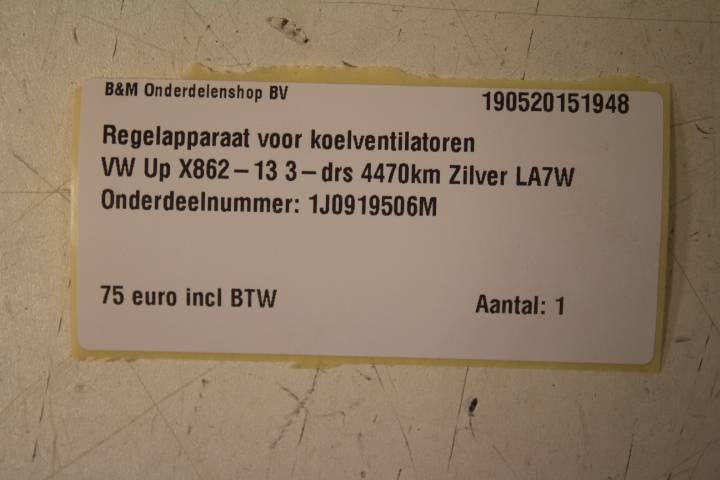 B&M Onderdelenshop BV 190520151948
Regelapparaat voor koelventilatoren
VW Up X862-13 3-drs 4470km Zilver LA7W
Onderdeelnummer: 1J0919506M
75 euro incl BTW Aantal: 1